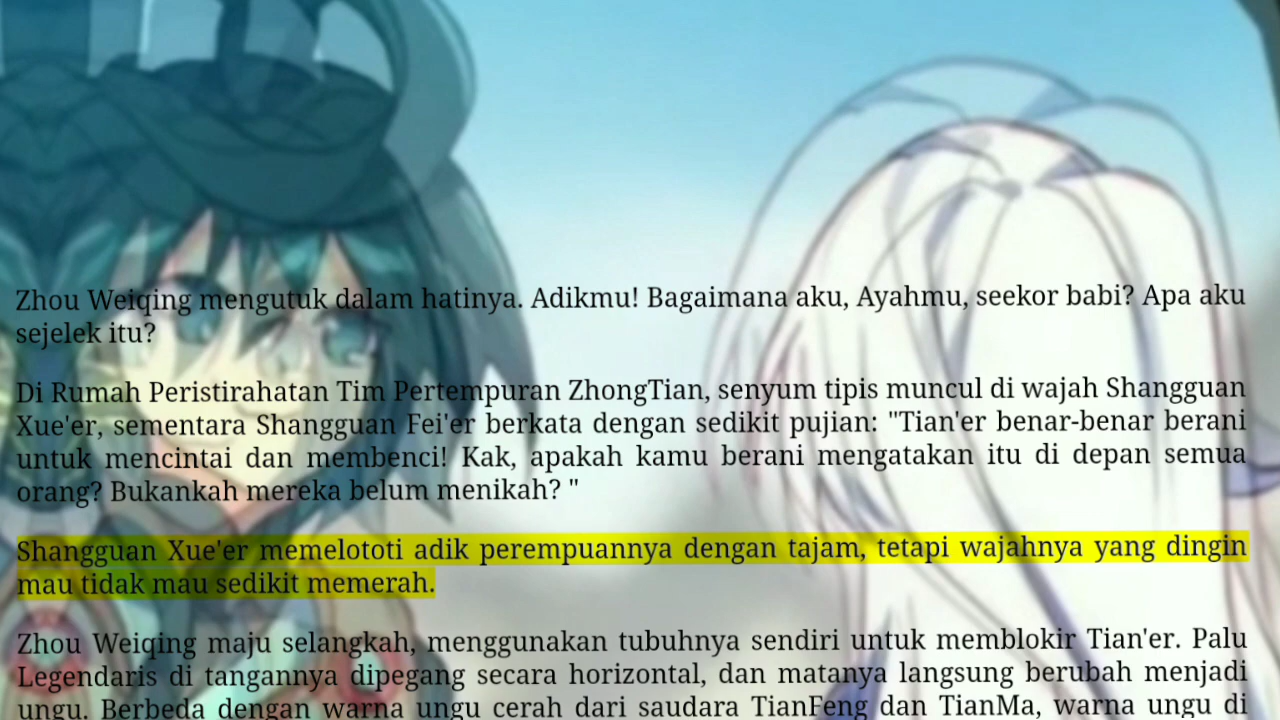 Zhou Weiqing mengutuk dalam hatinya. Adikmu! Bagaimana aku, Ayahmu, seekor babi? Apa aku
sejelek itu?
Di Rumah Peristirahatan Tim Pertempuran ZhongTian, senyum tipis muncul di wajah Shangguan
Xue'er, sementara Shangguan Fei'er berkata dengan sedikit pujian: "Tian'er benar-benar berani
untuk mencintai dan membenci! Kak, apakah kamu berani mengatakan itu di depan semua
orang? Bukankah mereka belum menikah? "
Shangguan Xue'er memelototi adik perempuannya dengan tajam, tetapi wajahnya yang dingin
mau tidak mau sedikit memerah.
Zhou Weiqing maju selangkah, menggunakan tubuhnya sendiri untuk memblokir Tian'er. Palu
Legendaris di tangannya dipegang secara horizontal, dan matanya langsung berubah menjadi
ungu. Berbeda dengan warna ungu cerah dari saudara TianFeng dan TianMa, warna ungu di